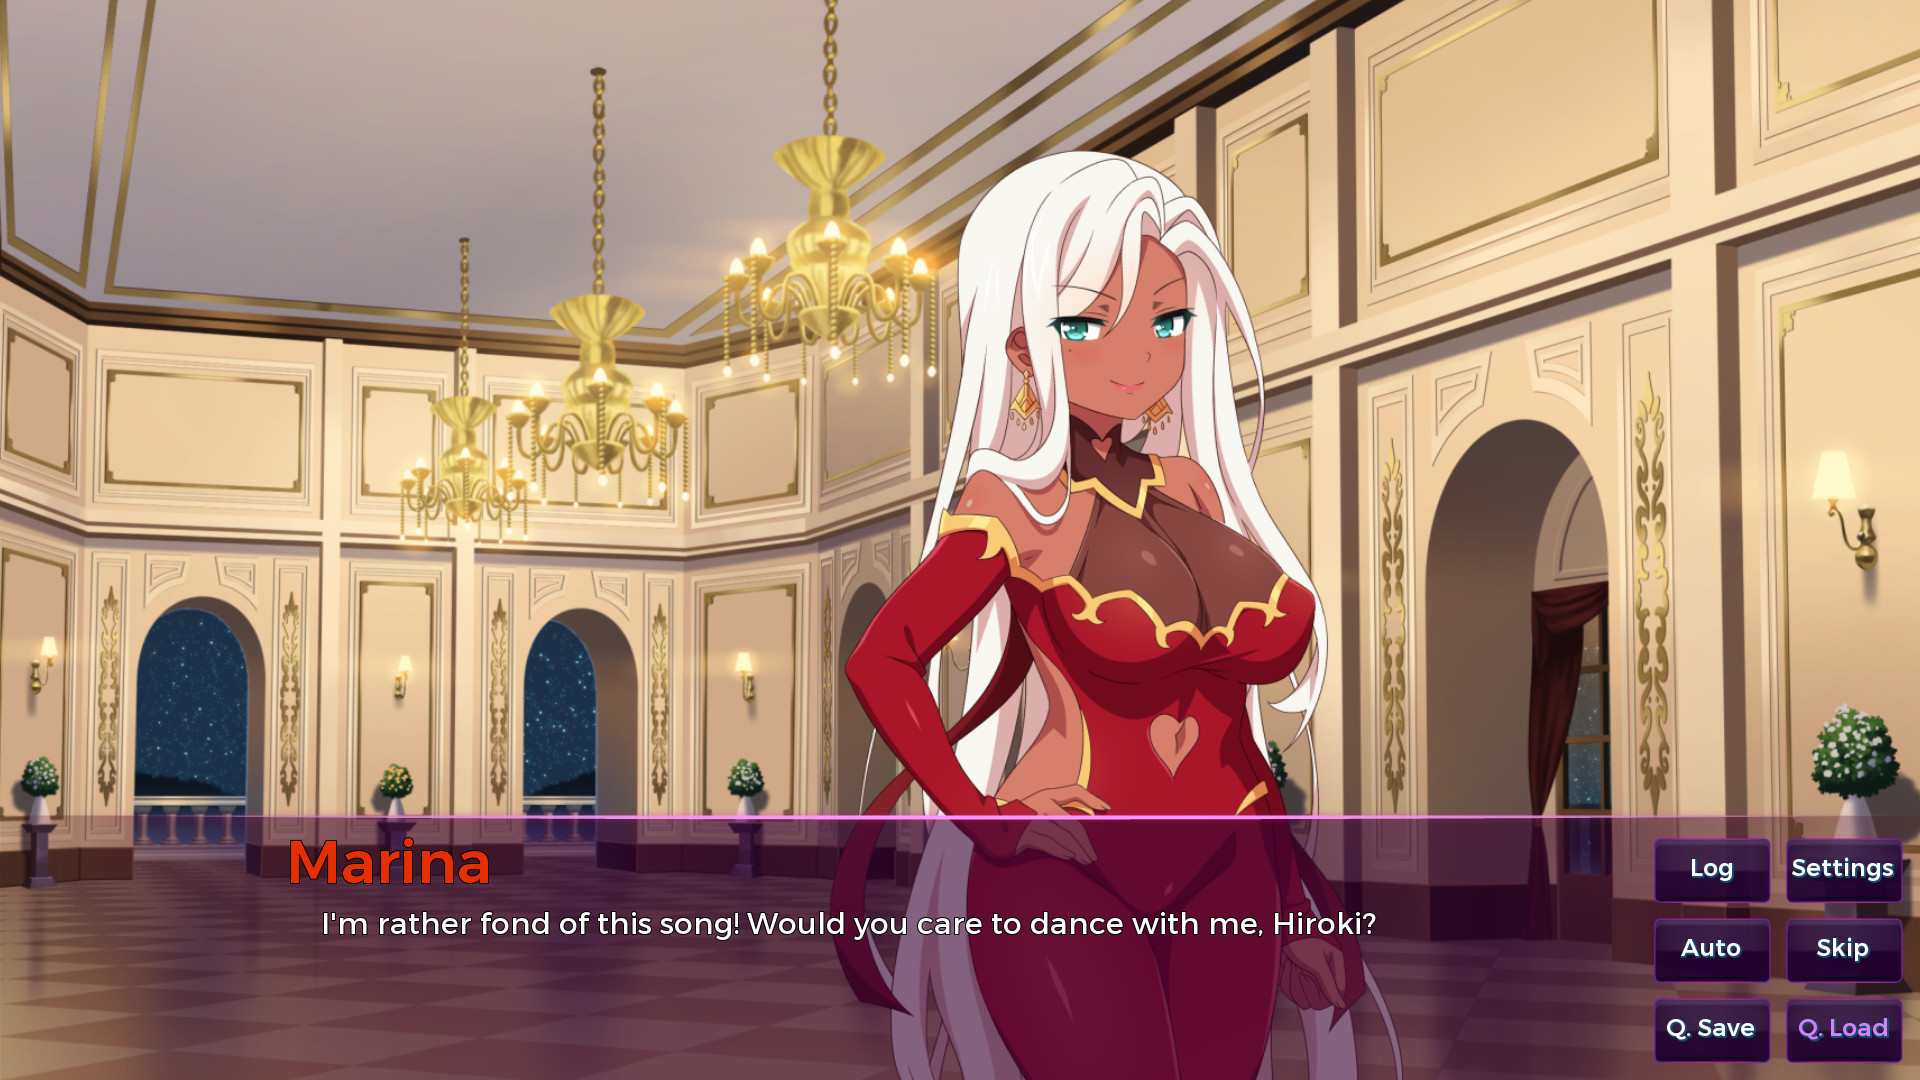 Marina
I'm rather fond of this song! Would you care to dance with me, Hiroki?
Log
Settings
Auto
Skip
Q. Save
Q. Load